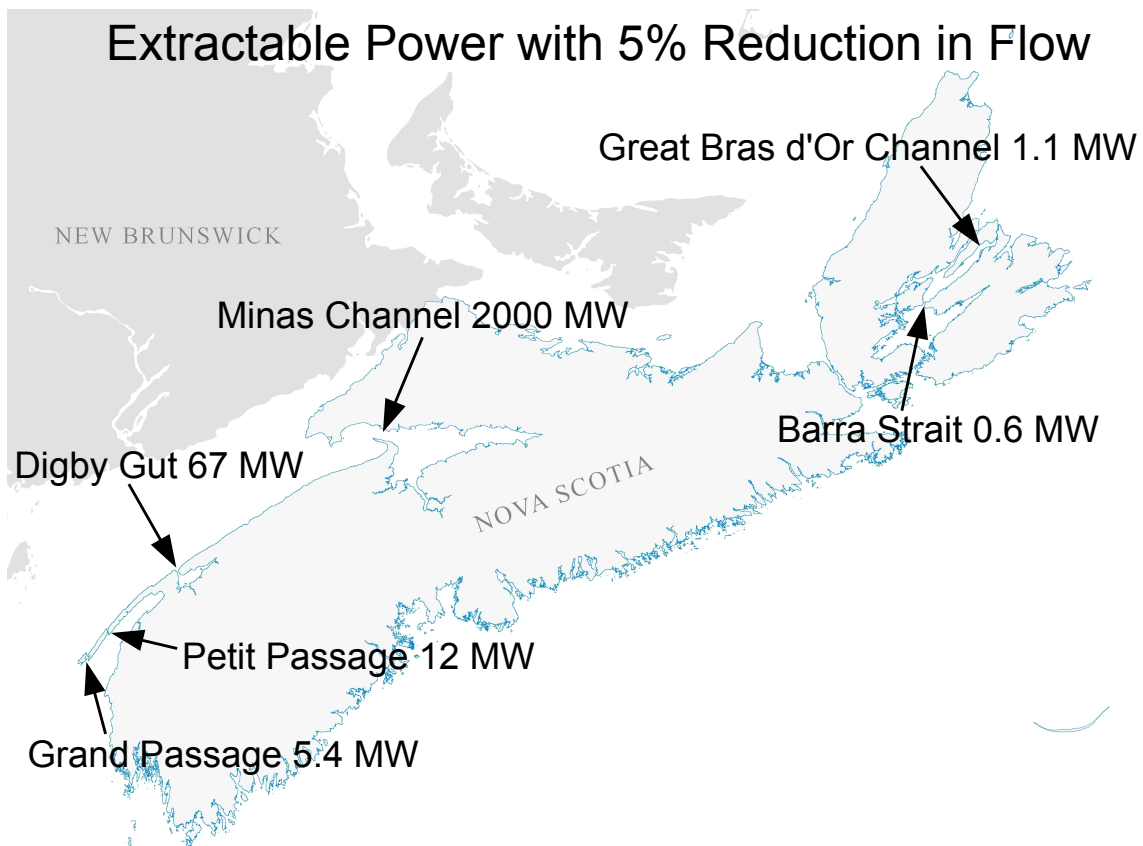 Extractable Power with 5% Reduction in Flow
Great Bras d'Or Channel 1.1 MW
NEW BRUNSWICK
Minas Channel 2000 MW
Barra Strait 0.6 MW
Digby Gut 67 MW
NOVA SCOTIA
Petit Passage 12 MW
Grand Passage 5.4 MW